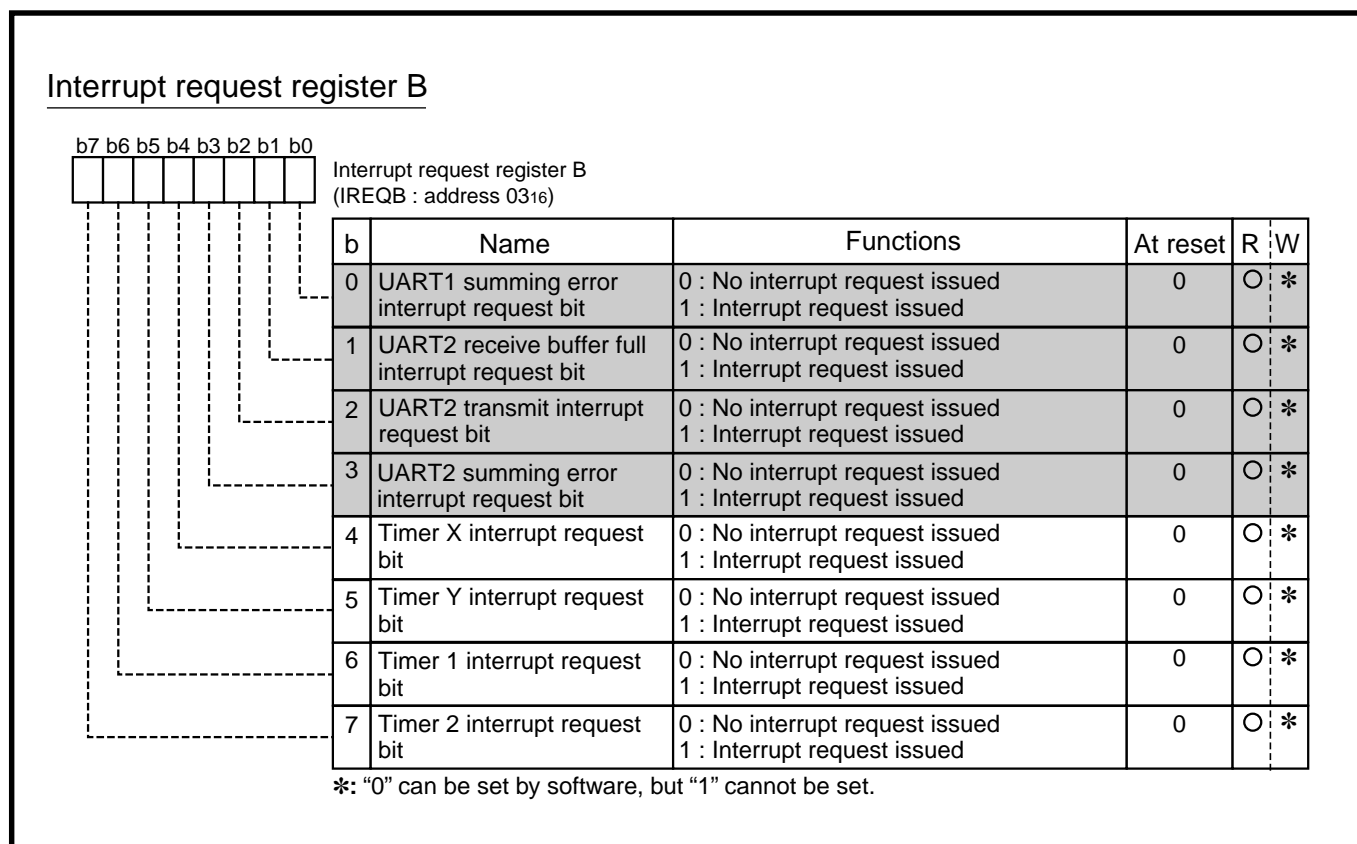 Interrupt request register B
b7 b6 b5 b4 b3 b2 b1 b0
Interrupt request register B
(IREQB : address 0316)
b Name Functions At reset R W
0 UART1 summing error interrupt request bit 0 : No interrupt request issued 0 O ✻
1 : Interrupt request issued
1 UART2 receive buffer full interrupt request bit 0 : No interrupt request issued 0 O ✻
1 : Interrupt request issued
2 UART2 transmit interrupt request bit 0 : No interrupt request issued 0 O ✻
1 : Interrupt request issued
3 UART2 summing error interrupt request bit 0 : No interrupt request issued 0 O ✻
1 : Interrupt request issued
4 Timer X interrupt request bit 0 : No interrupt request issued 0 O ✻
1 : Interrupt request issued
5 Timer Y interrupt request bit 0 : No interrupt request issued 0 O ✻
1 : Interrupt request issued
6 Timer 1 interrupt request bit 0 : No interrupt request issued 0 O ✻
1 : Interrupt request issued
7 Timer 2 interrupt request bit 0 : No interrupt request issued 0 O ✻
1 : Interrupt request issued
✻: “0” can be set by software, but “1” cannot be set.